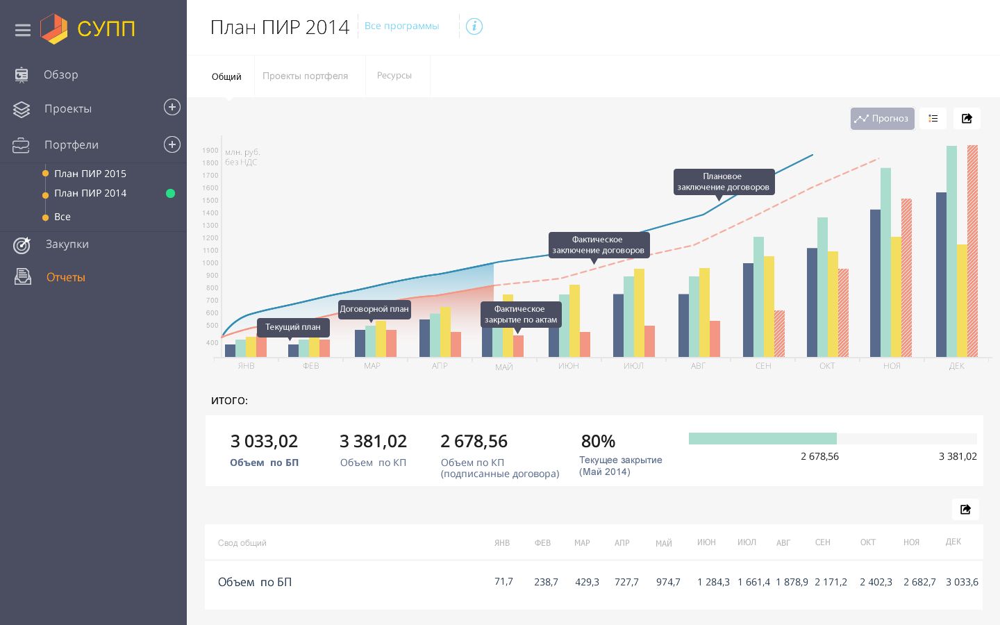 СУПП
Обзор
Проекты
Портфели
План ПИР 2015
План ПИР 2014
Все
Закупки
Отчеты
План ПИР 2014
Все программы
i
Общий
Проекты портфеля
Ресурсы
Прогноз
млн. руб.
без НДС
1900
1800
1700
1600
1500
1400
1300
1200
1100
1000
900
800
700
600
500
400
Плановое
заключение договоров
Фактическое
заключение договоров
Договорной план
Текущий план
Фактическое
закрытие по актам
ЯНВ ФЕВ МАР АПР МАЙ ИЮН ИЮЛ АВГ СЕН ОКТ НОЯ ДЕК
ИТОГО:
3 033,02
Объем по БП
3 381,02
Объем по КП
2 678,56
Объем по КП
(подписанные договора)
80%
Текущее закрытие
(Май 2014)
2 678,56 3 381,02
Свод общий ЯНВ ФЕВ МАР АПР МАЙ ИЮН ИЮЛ АВГ СЕН ОКТ НОЯ ДЕК
Объем по БП 71,7 238,7 429,3 727,7 974,7 1 284,3 1 661,4 1 878,9 2 171,2 2 402,3 2 682,7 3 033,6